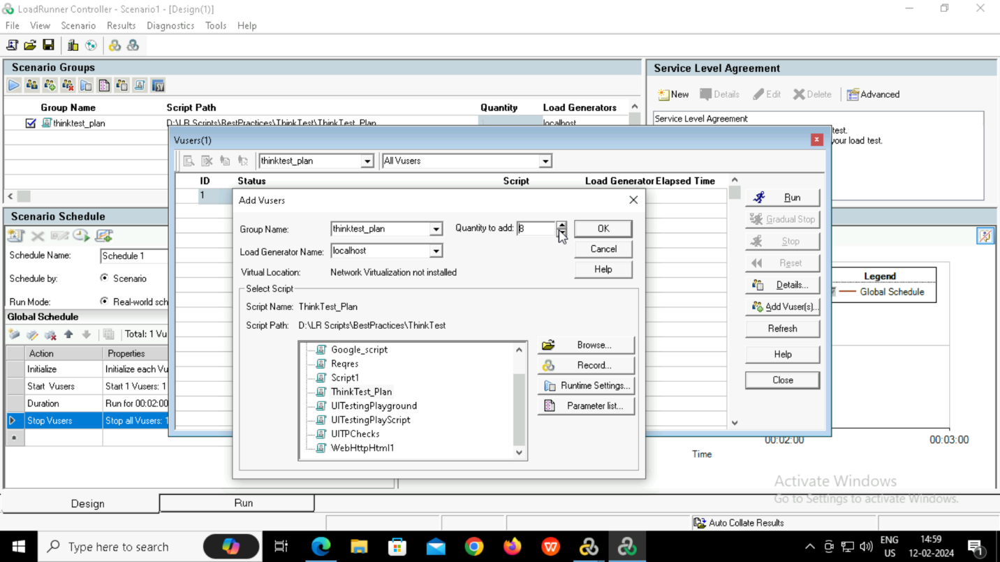 LoadRunner Controller - Scenario1 - [Design(1)]
File View Scenario Results Diagnostics Tools Help
Scenario Groups
Group Name Script Path Quantity Load Generators
thinktest_plan D:\LR Scripts\BestPractices\ThinkTest\ThinkTest_Plan localhost
Service Level Agreement
New Details Edit Delete Advanced
Service Level Agreement
test.
your load test.
Vusers(1)
thinktest_plan All Vusers
ID Status Script Load Generator Elapsed Time
1
Run
Gradual Stop
Stop
Reset
Details...
Add Vuser(s)...
Refresh
Help
Close
Add Vusers
Group Name: thinktest_plan Quantity to add: 8 OK
Load Generator Name: localhost Cancel
Virtual Location: Network Virtualization not installed Help
Select Script
Script Name: ThinkTest_Plan
Script Path: D:\LR Scripts\BestPractices\ThinkTest
Google_script
Reqres
Script1
ThinkTest_Plan
UITestingPlayground
UITestingPlayScript
UITPChecks
WebHttpHtml1
Browse...
Record...
Runtime Settings...
Parameter list...
Scenario Schedule
Schedule Name: Schedule 1
Schedule by: Scenario
Run Mode: Real-world sch
Global Schedule
Total: 1 Vu
Action Properties
Initialize Initialize each Vu
Start Vusers Start 1 Vusers: 1
Duration Run for 00:02:00
Stop Vusers Stop all Vusers: 1
*
Legend
Global Schedule
00:02:00 00:03:00
Time
Activate Windows
Go to Settings to activate Windows.
Design Run
Auto Collate Results
Type here to search
ENG
US
14:59
12-02-2024
1